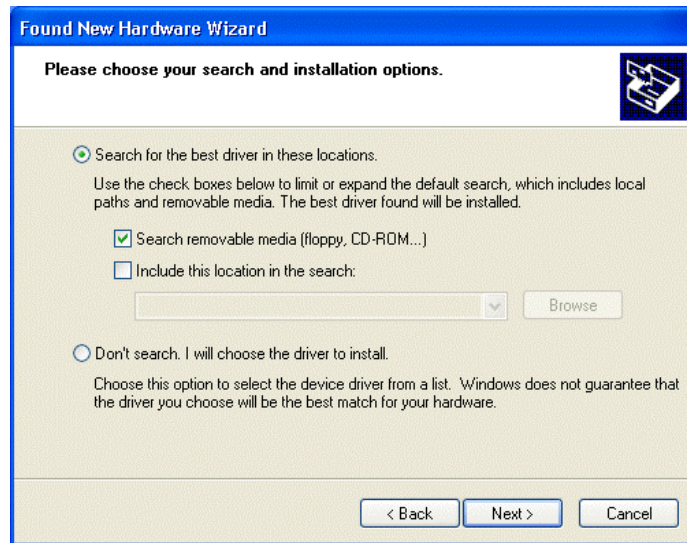 Found New Hardware Wizard
Please choose your search and installation options.
Search for the best driver in these locations.
Use the check boxes below to limit or expand the default search, which includes local
paths and removable media. The best driver found will be installed.
Search removable media (floppy, CD-ROM...)
Include this location in the search:
Browse
Don't search. I will choose the driver to install.
Choose this option to select the device driver from a list.  Windows does not guarantee that
the driver you choose will be the best match for your hardware.
< Back Next > Cancel